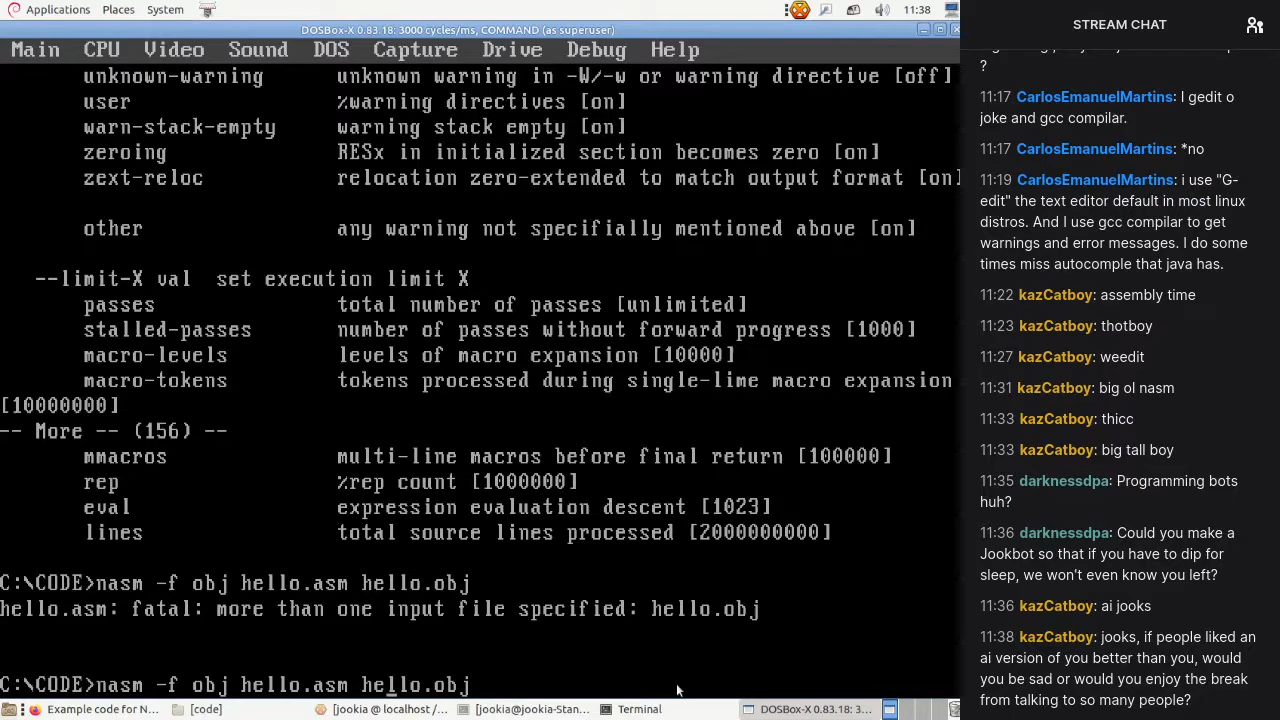 Applications Places System 11:38
DOSBox-X 0.83.18: 3000 cycles/ms, COMMAND (as superuser)
Main CPU Video Sound DOS Capture Drive Debug Help
unknown-warning unknown warning in -W/-w or warning directive [off]
user %warning directives [on]
warn-stack-empty warning stack empty [on]
zeroing RESx in initialized section becomes zero [on]
zext-reloc relocation zero-extended to match output format [on]
other any warning not specifially mentioned above [on]
--limit-X val set execution limit X
passes total number of passes [unlimited]
stalled-passes number of passes without forward progress [1000]
macro-levels levels of macro expansion [10000]
macro-tokens tokens processed during single-lime macro expansion
[10000000]
-- More -- (156) --
mmacros multi-line macros before final return [100000]
rep %rep count [1000000]
eval expression evaluation descent [1023]
lines total source lines processed [2000000000]
C:\CODE>nasm -f obj hello.asm hello.obj
hello.asm: fatal: more than one input file specified: hello.obj
C:\CODE>nasm -f obj hello.asm hello.obj
Example code for N... [code] [jookia @ localhost /... [jookia@jookia-Stan... Terminal DOSBox-X 0.83.18: 3...
STREAM CHAT
?
11:17 CarlosEmanuelMartins: I gedit o
joke and gcc compilar.
11:17 CarlosEmanuelMartins: *no
11:19 CarlosEmanuelMartins: i use "G-
edit" the text editor default in most linux
distros. And I use gcc compilar to get
warnings and error messages. I do some
times miss autocomple that java has.
11:22 kazCatboy: assembly time
11:23 kazCatboy: thotboy
11:27 kazCatboy: weedit
11:31 kazCatboy: big ol nasm
11:33 kazCatboy: thicc
11:33 kazCatboy: big tall boy
11:35 darknessdpa: Programming bots
huh?
11:36 darknessdpa: Could you make a
Jookbot so that if you have to dip for
sleep, we won't even know you left?
11:36 kazCatboy: ai jooks
11:38 kazCatboy: jooks, if people liked an
ai version of you better than you, would
you be sad or would you enjoy the break
from talking to so many people?